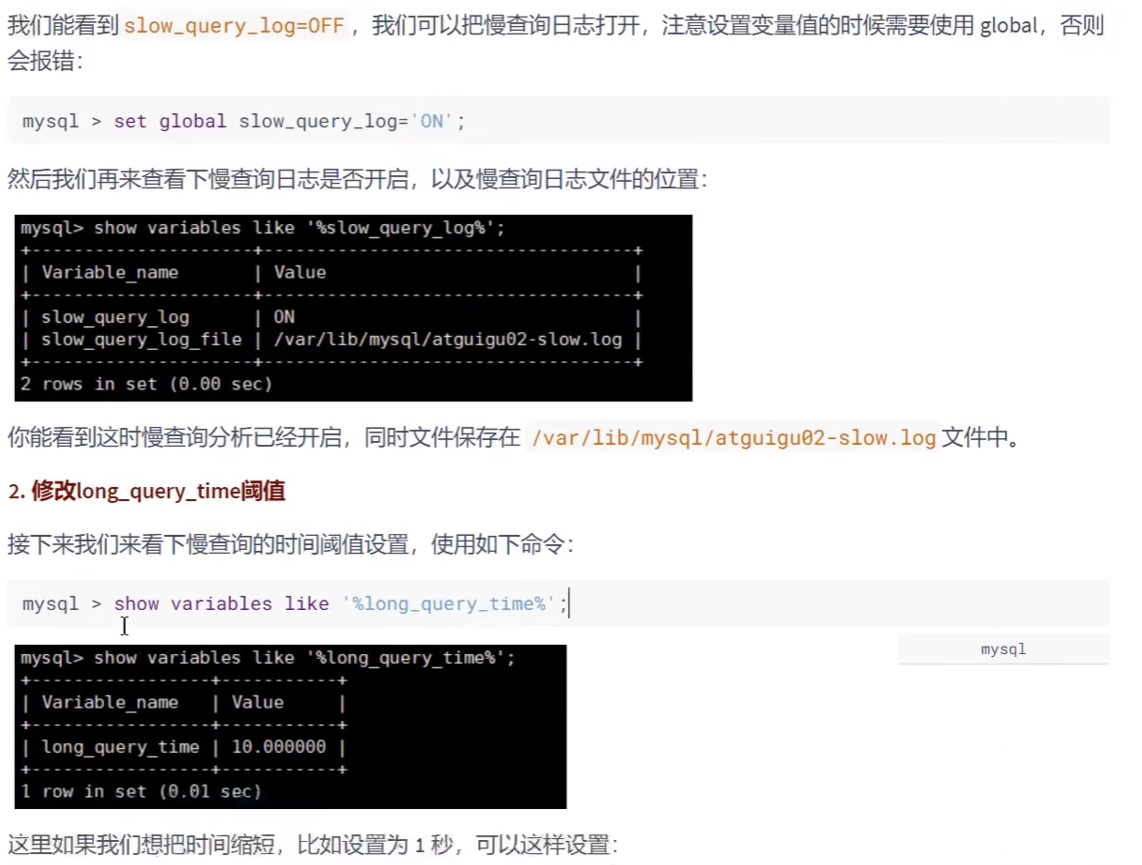 我们能看到 slow_query_log=OFF ，我们可以把慢查询日志打开，注意设置变量值的时候需要使用 global，否则
会报错：
mysql > set global slow_query_log='ON';
然后我们再来查看下慢查询日志是否开启，以及慢查询日志文件的位置：
mysql> show variables like '%slow_query_log%';
+---------------------+----------------------------------+
| Variable_name       | Value                            |
+---------------------+----------------------------------+
| slow_query_log      | ON                               |
| slow_query_log_file | /var/lib/mysql/atguigu02-slow.log |
+---------------------+----------------------------------+
2 rows in set (0.00 sec)
你能看到这时慢查询分析已经开启，同时文件保存在 /var/lib/mysql/atguigu02-slow.log 文件中。
2. 修改long_query_time阈值
接下来我们来看下慢查询的时间阈值设置，使用如下命令：
mysql > show variables like '%long_query_time%';
mysql
mysql> show variables like '%long_query_time%';
+-----------------+-----------+
| Variable_name   | Value     |
+-----------------+-----------+
| long_query_time | 10.000000 |
+-----------------+-----------+
1 row in set (0.01 sec)
这里如果我们想把时间缩短，比如设置为 1 秒，可以这样设置：